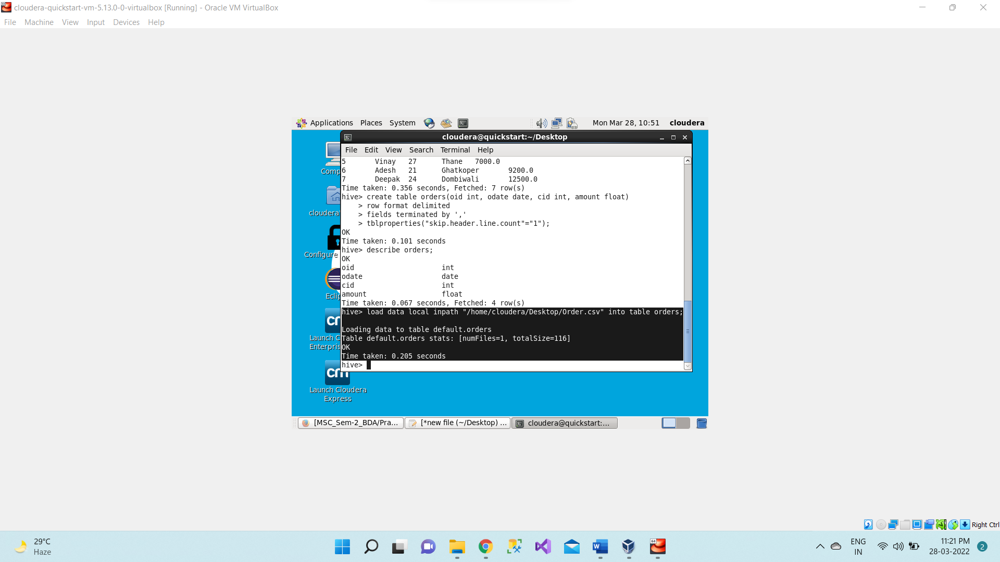 cloudera-quickstart-vm-5.13.0-0-virtualbox [Running] - Oracle VM VirtualBox
File Machine View Input Devices Help
Applications Places System Mon Mar 28, 10:51 cloudera
cloudera@quickstart:~/Desktop
File Edit View Search Terminal Help
5 Vinay 27 Thane 7000.0
6 Adesh 21 Ghatkoper 9200.0
7 Deepak 24 Dombiwali 12500.0
Time taken: 0.356 seconds, Fetched: 7 row(s)
hive> create table orders(oid int, odate date, cid int, amount float)
> row format delimited
> fields terminated by ','
> tblproperties("skip.header.line.count"="1");
OK
Time taken: 0.101 seconds
hive> describe orders;
OK
oid int
odate date
cid int
amount float
Time taken: 0.067 seconds, Fetched: 4 row(s)
hive> load data local inpath "/home/cloudera/Desktop/Order.csv" into table orders;
Loading data to table default.orders
Table default.orders stats: [numFiles=1, totalSize=116]
OK
Time taken: 0.205 seconds
hive>
Comp
cloudera'
Configure
Eclip
Launch C
Enterpris
Launch Cloudera
Express
[MSC_Sem-2_BDA/Pra... [*new file (~/Desktop) ... cloudera@quickstart:...
Right Ctrl
29°C
Haze
ENG
IN
11:21 PM
28-03-2022
2